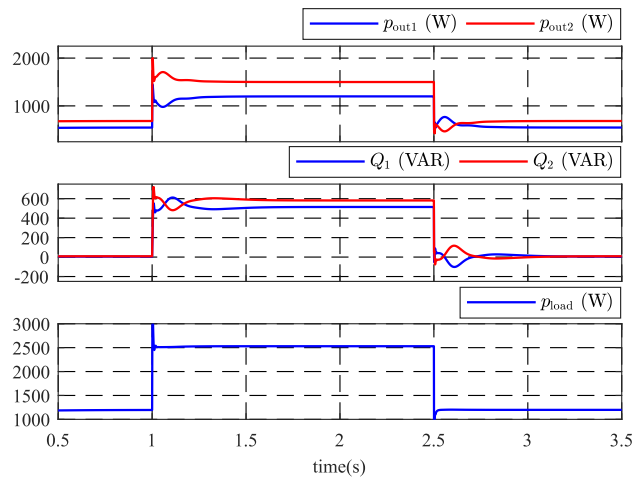 p_out1 (W) p_out2 (W)
2000
1000
Q_1 (VAR) Q_2 (VAR)
600
400
200
0
-200
p_load (W)
3000
2500
2000
1500
1000
0.5 1 1.5 2 2.5 3 3.5
time(s)